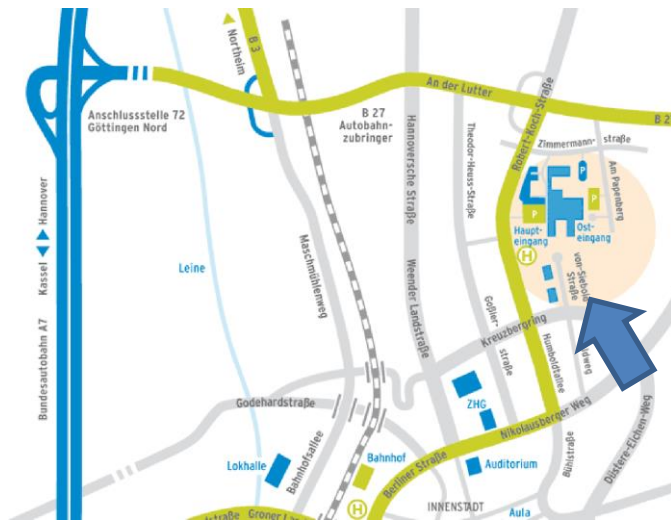 Northeim
B 3
An der Lutter
Robert-Koch-Straße
B 2
Anschlussstelle 72
Göttingen Nord
B 27
Autobahn-
zubringer
Hannoversche Straße
Theodor-Heuss-Straße
Zimmermann-
straße
P
P
P
Am Papenberg
Haupt-
eingang
Ost-
eingang
H
von-Siebold-
Straße
Kassel
Hannover
Leine
Maschmühlenweg
Weender Landstraße
Goßler-
straße
Kreuzbergring
Humboldtallee
Bundesautobahn A7
Godehardstraße
ZHG
Nikolausberger Weg
Lokhalle
Bahnhofsallee
Bahnhof
Berliner Straße
Auditorium
Bühlstraße
Düstere-Eichen-Weg
H
INNENSTADT
Aula
Groner